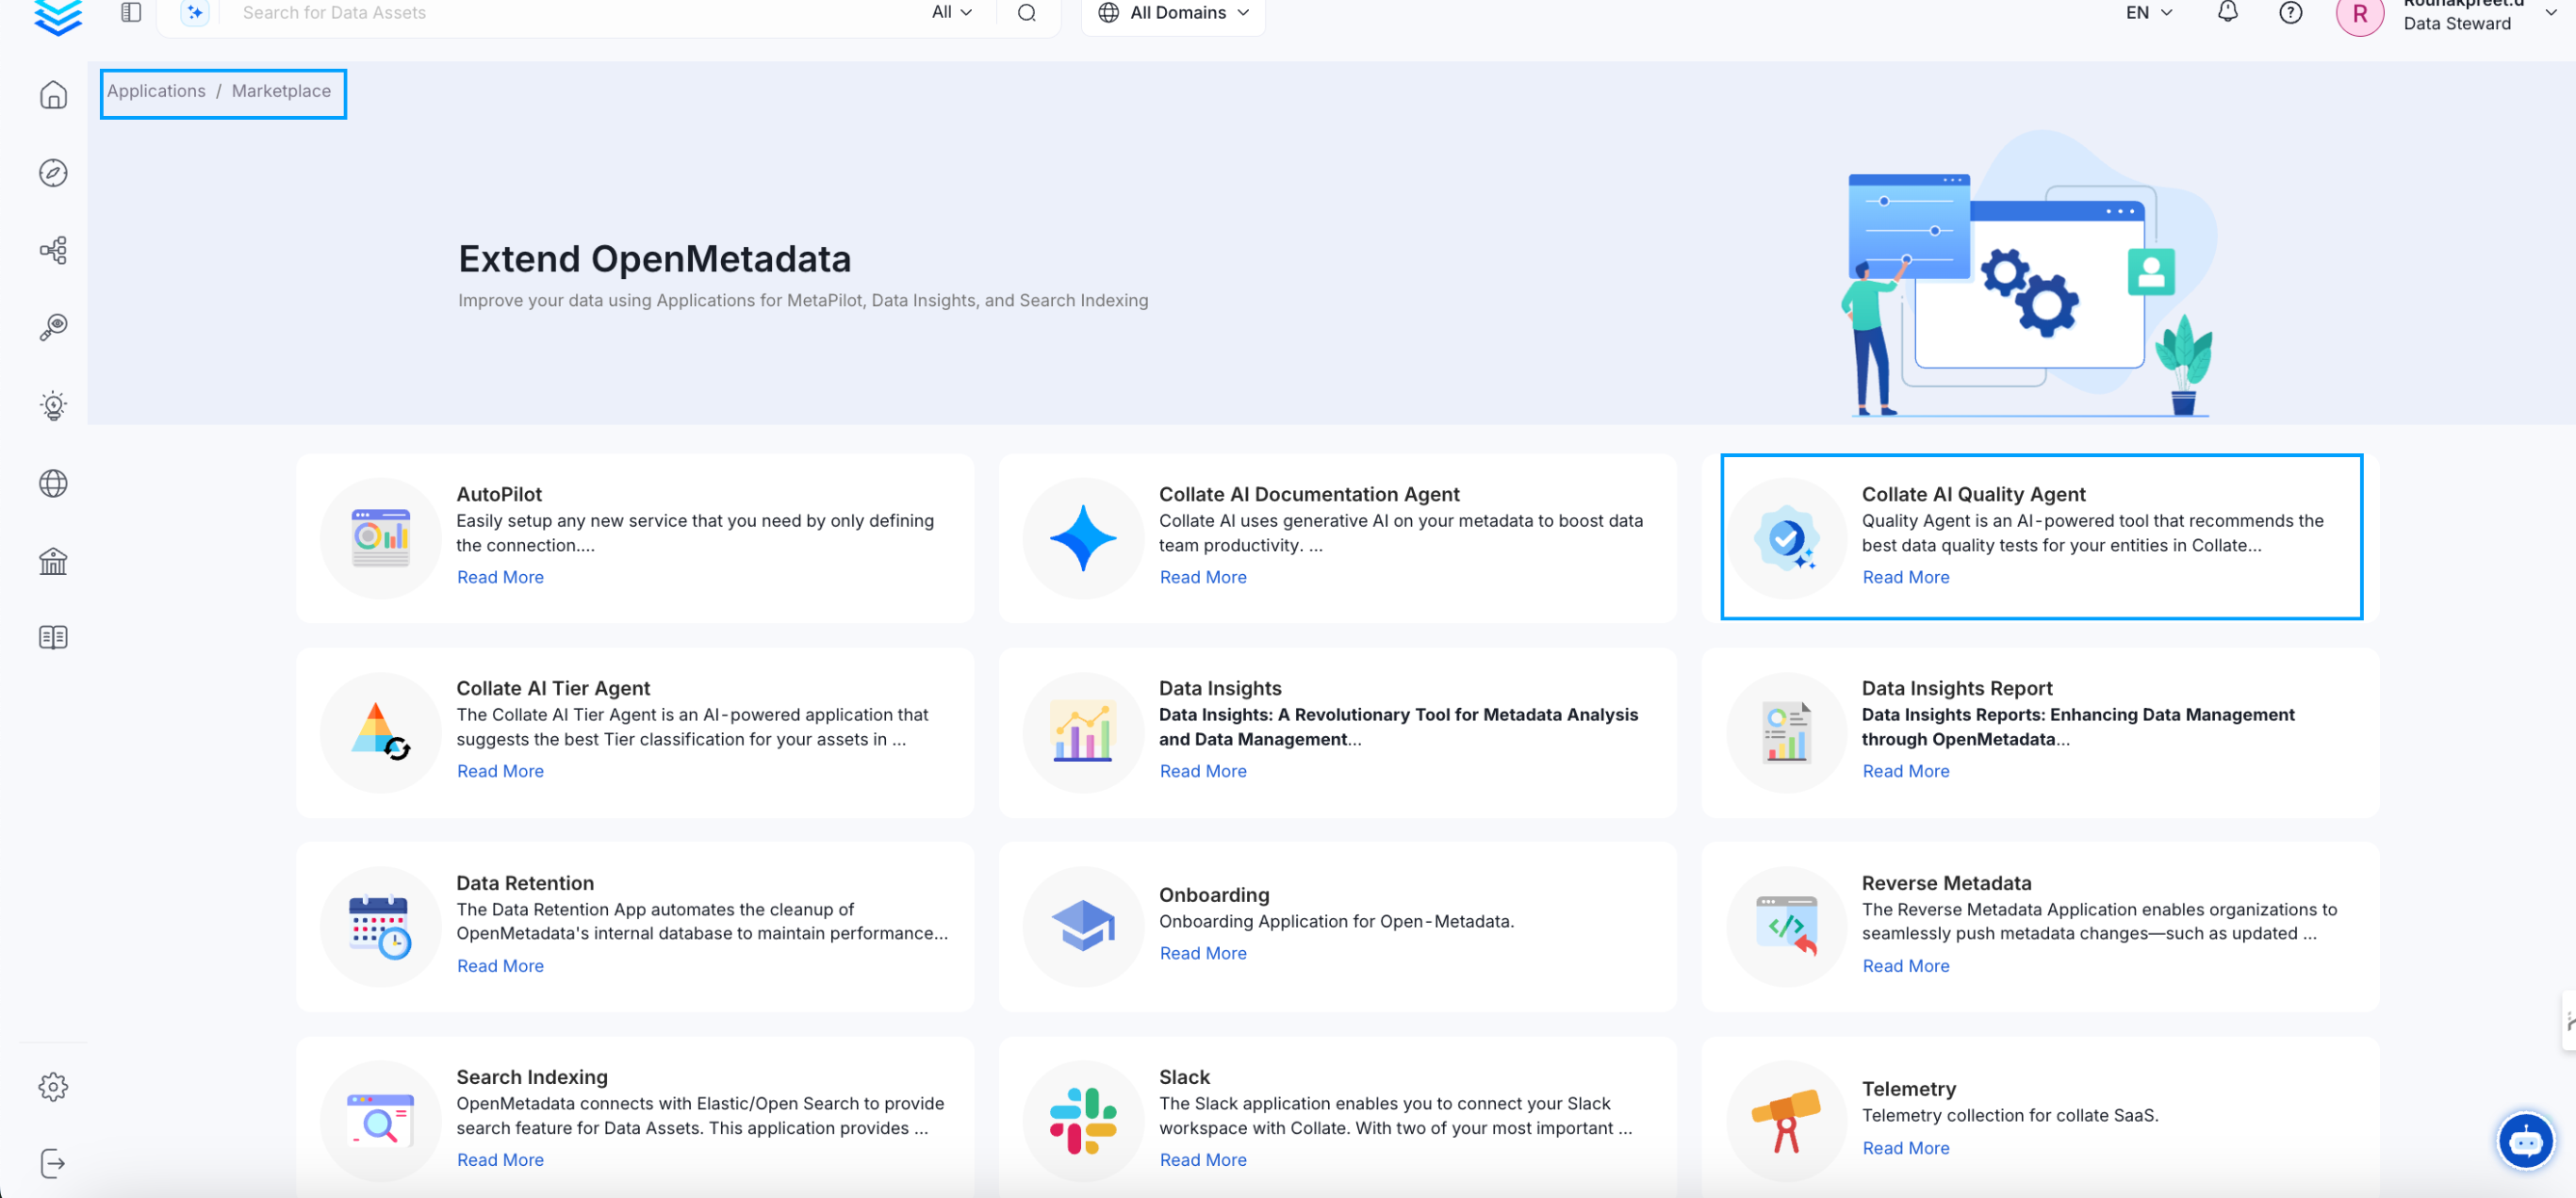 Search for Data Assets
All
All Domains
EN
R
Data Steward
Applications / Marketplace
Extend OpenMetadata
Improve your data using Applications for MetaPilot, Data Insights, and Search Indexing
AutoPilot
Easily setup any new service that you need by only defining
the connection....
Read More
Collate AI Documentation Agent
Collate AI uses generative AI on your metadata to boost data
team productivity. ...
Read More
Collate AI Quality Agent
Quality Agent is an AI-powered tool that recommends the
best data quality tests for your entities in Collate...
Read More
Collate AI Tier Agent
The Collate AI Tier Agent is an AI-powered application that
suggests the best Tier classification for your assets in ...
Read More
Data Insights
Data Insights: A Revolutionary Tool for Metadata Analysis
and Data Management...
Read More
Data Insights Report
Data Insights Reports: Enhancing Data Management
through OpenMetadata...
Read More
Data Retention
The Data Retention App automates the cleanup of
OpenMetadata's internal database to maintain performance...
Read More
Onboarding
Onboarding Application for Open-Metadata.
Read More
Reverse Metadata
The Reverse Metadata Application enables organizations to
seamlessly push metadata changes—such as updated ...
Read More
Search Indexing
OpenMetadata connects with Elastic/Open Search to provide
search feature for Data Assets. This application provides ...
Read More
Slack
The Slack application enables you to connect your Slack
workspace with Collate. With two of your most important ...
Read More
Telemetry
Telemetry collection for collate SaaS.
Read More